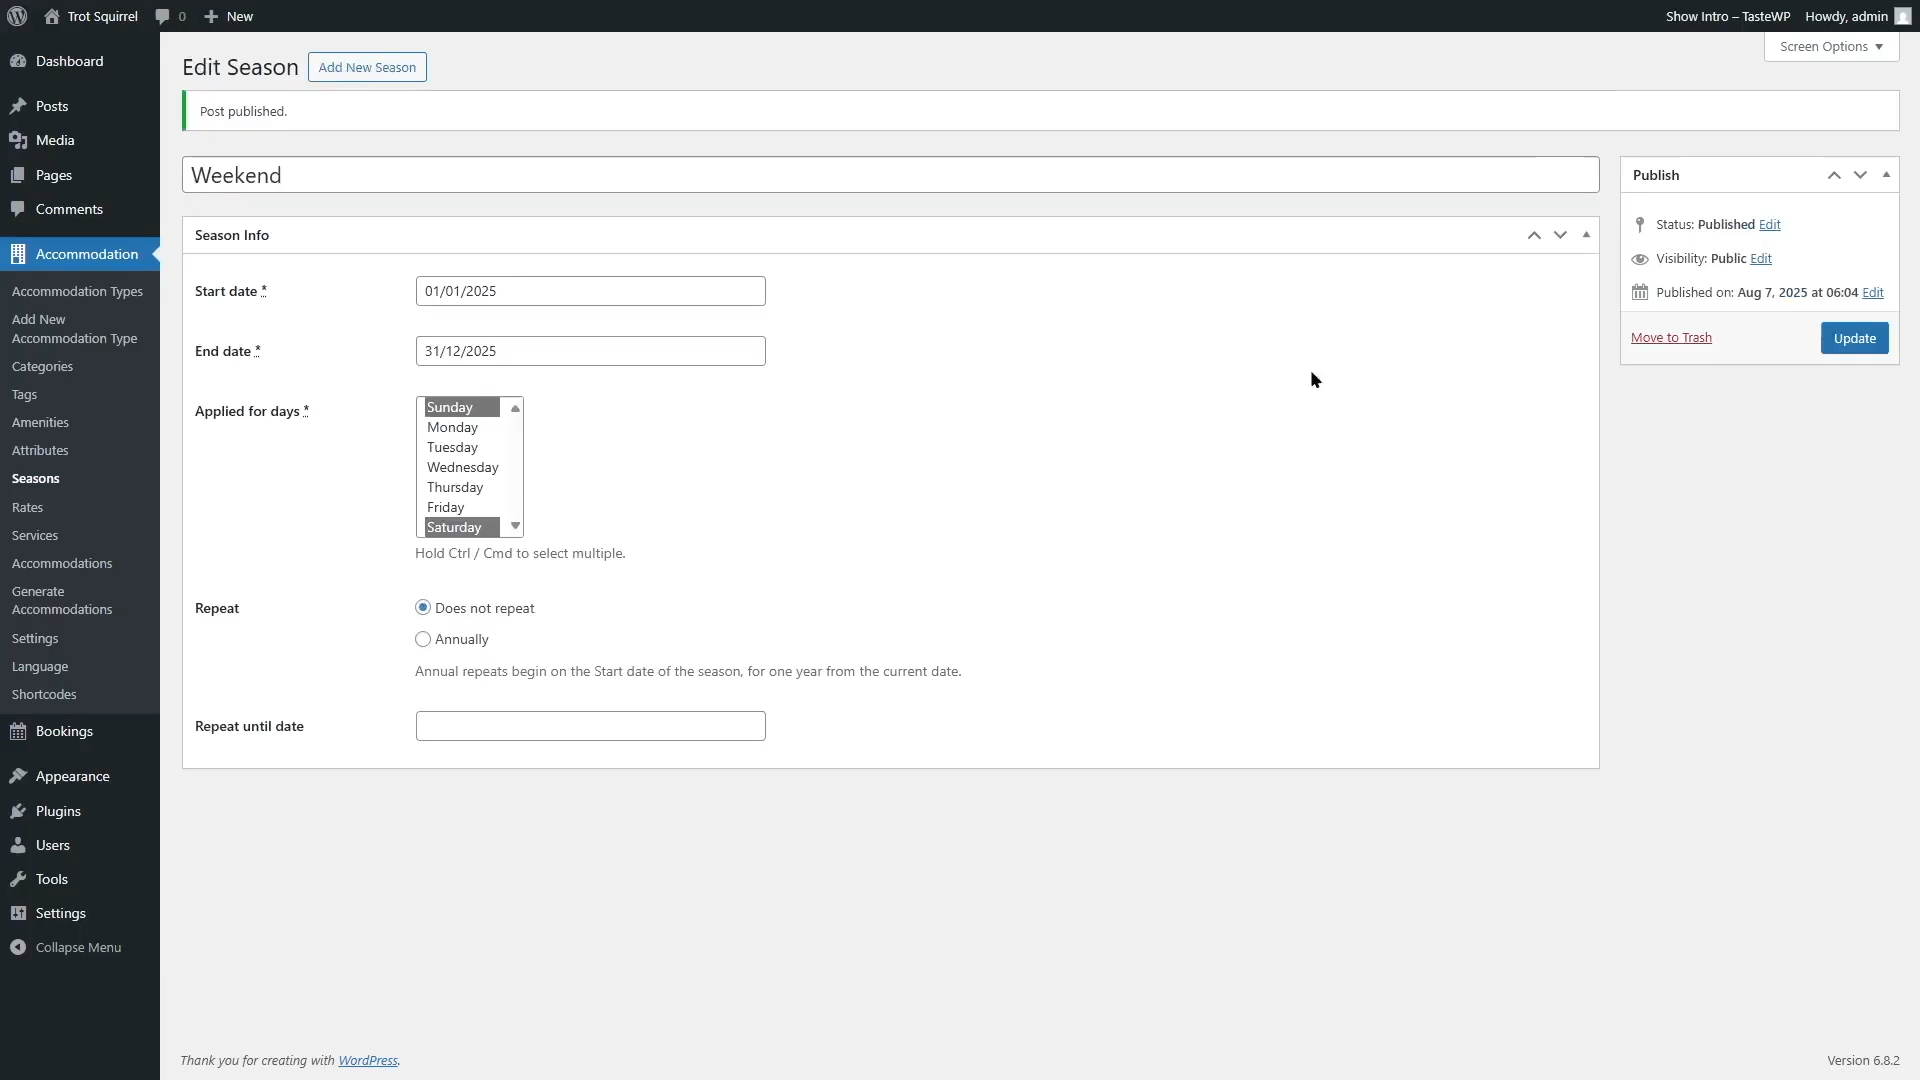 Trot Squirrel
0
New
Show Intro – TasteWP
Howdy, admin
Screen Options
Dashboard
Posts
Media
Pages
Comments
Accommodation
Accommodation Types
Add New
Accommodation Type
Categories
Tags
Amenities
Attributes
Seasons
Rates
Services
Accommodations
Generate
Accommodations
Settings
Language
Shortcodes
Bookings
Appearance
Plugins
Users
Tools
Settings
Collapse Menu
Edit Season
Add New Season
Post published.
Weekend
Season Info
Start date *
01/01/2025
End date *
31/12/2025
Applied for days *
Sunday
Monday
Tuesday
Wednesday
Thursday
Friday
Saturday
Hold Ctrl / Cmd to select multiple.
Repeat
Does not repeat
Annually
Annual repeats begin on the Start date of the season, for one year from the current date.
Repeat until date
Publish
Status: Published Edit
Visibility: Public Edit
Published on: Aug 7, 2025 at 06:04 Edit
Move to Trash
Update
Thank you for creating with WordPress.
Version 6.8.2